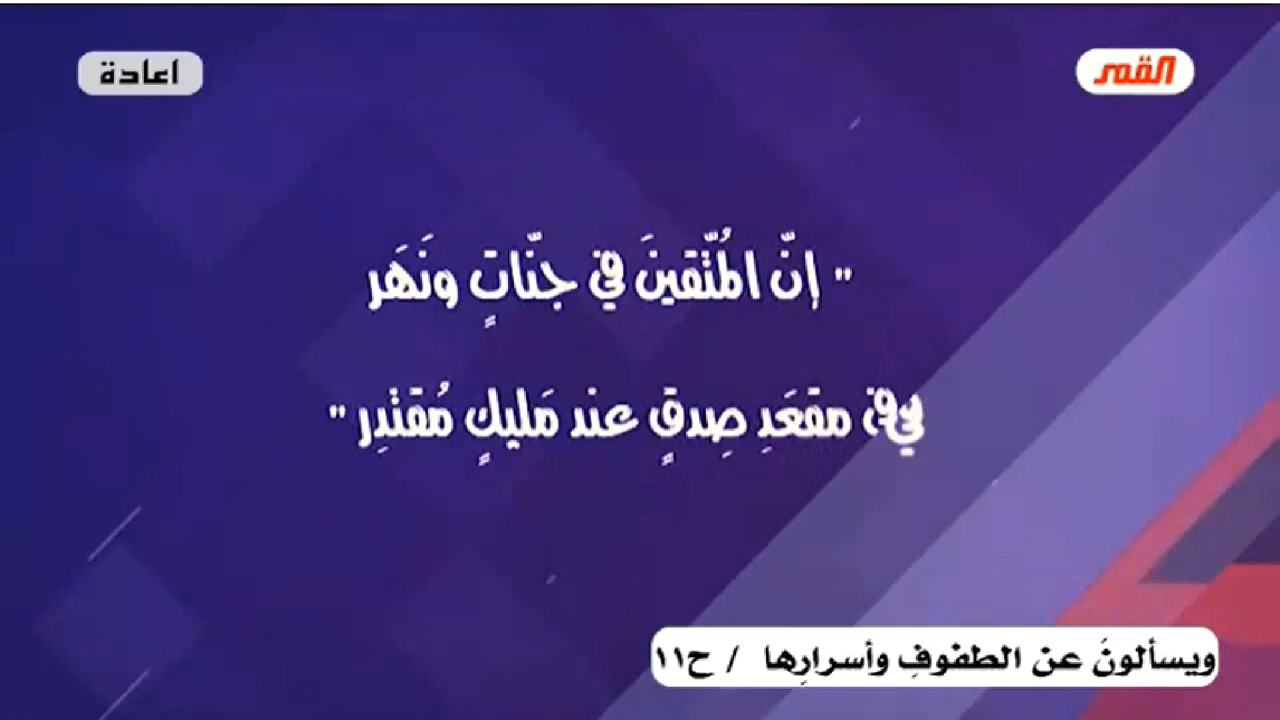 القمر
اعادة
" إنّ المُتّقينَ في جنّاتٍ ونَهَر
في مقعَدِ صِدقٍ عند مَليكٍ مُقتدِر "
ويسألونَ عن الطفوفِ وأسرارِها / ح١١